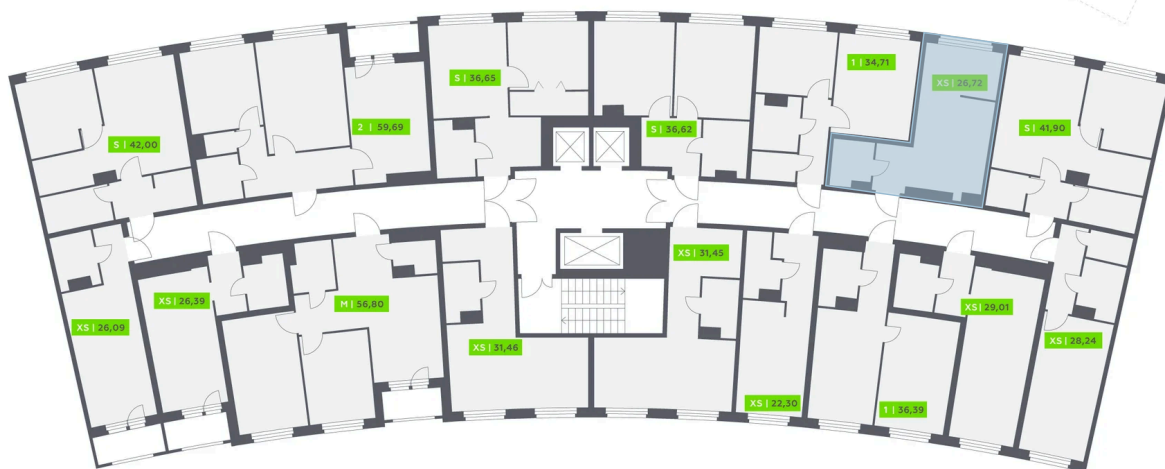 S | 42,00
2 | 59,69
S | 36,65
S | 36,62
1 | 34,71
XS | 26,72
S | 41,90
XS | 26,09
XS | 26,39
M | 56,80
XS | 31,46
XS | 31,45
XS | 22,30
1 | 36,39
XS | 29,01
XS | 28,24